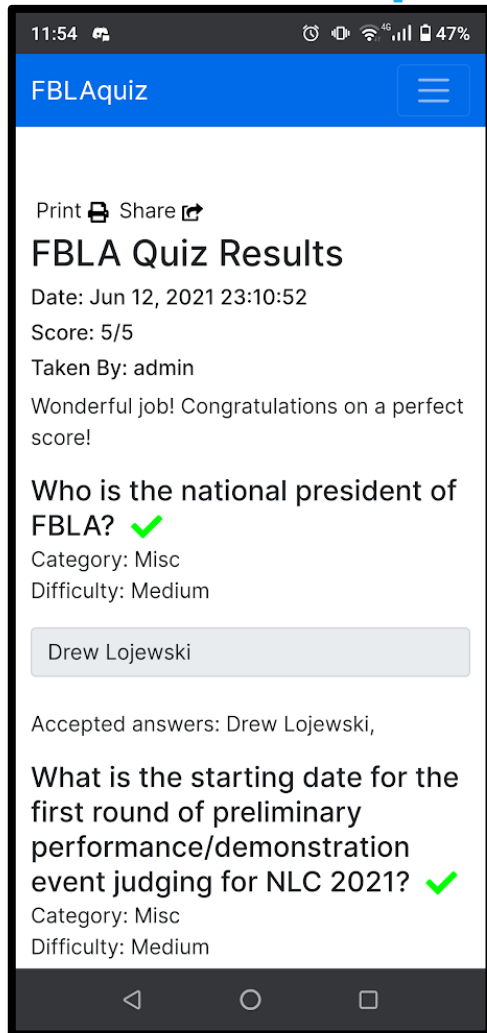 11:54 4G 47%
FBLAquiz
Print Share
FBLA Quiz Results
Date: Jun 12, 2021 23:10:52
Score: 5/5
Taken By: admin
Wonderful job! Congratulations on a perfect
score!
Who is the national president of
FBLA?
Category: Misc
Difficulty: Medium
Drew Lojewski
Accepted answers: Drew Lojewski,
What is the starting date for the
first round of preliminary
performance/demonstration
event judging for NLC 2021?
Category: Misc
Difficulty: Medium